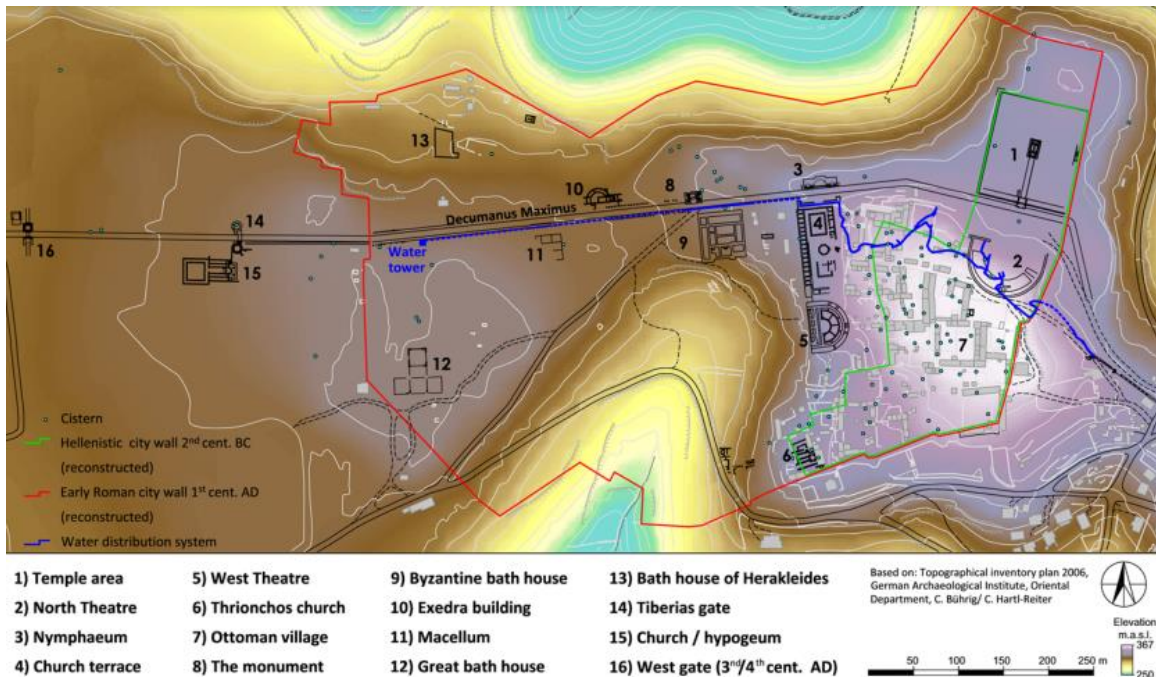 1
13
3
10
8
14
Decumanus Maximus
4
16
9
Water
tower
11
2
15
5
7
12
6
Cistern
Hellenistic city wall 2nd cent. BC
(reconstructed)
Early Roman city wall 1st cent. AD
(reconstructed)
Water distribution system
1) Temple area
2) North Theatre
3) Nymphaeum
4) Church terrace
5) West Theatre
6) Thrionchos church
7) Ottoman village
8) The monument
9) Byzantine bath house
10) Exedra building
11) Macellum
12) Great bath house
13) Bath house of Herakleides
14) Tiberias gate
15) Church / hypogeum
16) West gate (3rd/4th cent. AD)
Based on: Topographical inventory plan 2006,
German Archaeological Institute, Oriental
Department, C. Bührig/ C. Hartl-Reiter
Elevation
m.a.s.l.
367
250
50 100 150 200 250 m